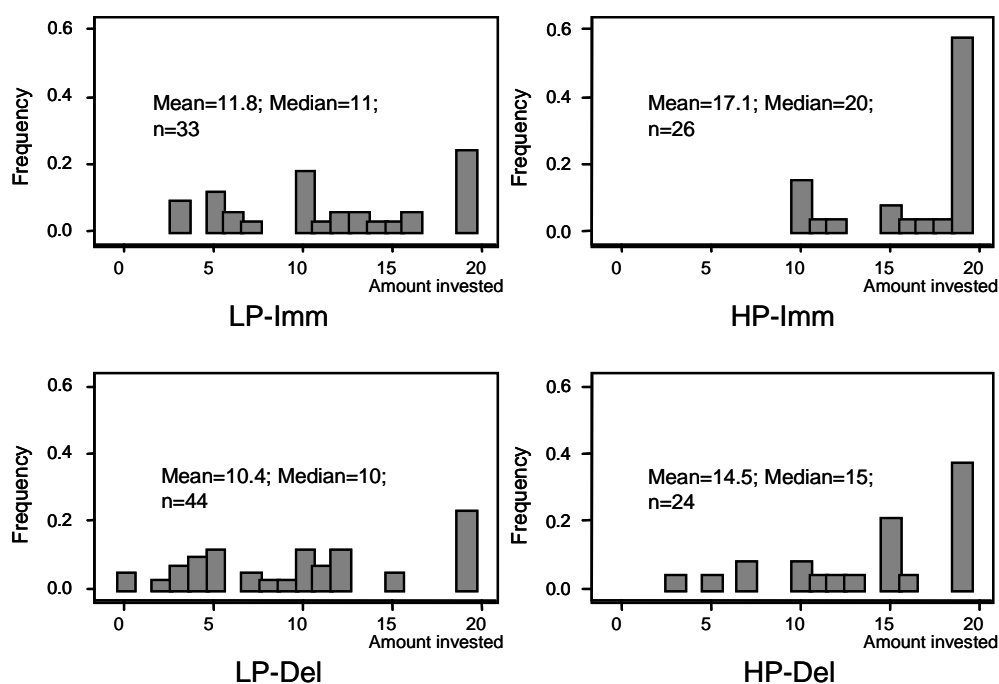 0.6
0.4
0.2
0.0
Frequency
Mean=11.8; Median=11;
n=33
0 5 10 15 20
Amount invested
LP-Imm
0.6
0.4
0.2
0.0
Frequency
Mean=17.1; Median=20;
n=26
0 5 10 15 20
Amount invested
HP-Imm
0.6
0.4
0.2
0.0
Frequency
Mean=10.4; Median=10;
n=44
0 5 10 15 20
Amount invested
LP-Del
0.6
0.4
0.2
0.0
Frequency
Mean=14.5; Median=15;
n=24
0 5 10 15 20
Amount invested
HP-Del